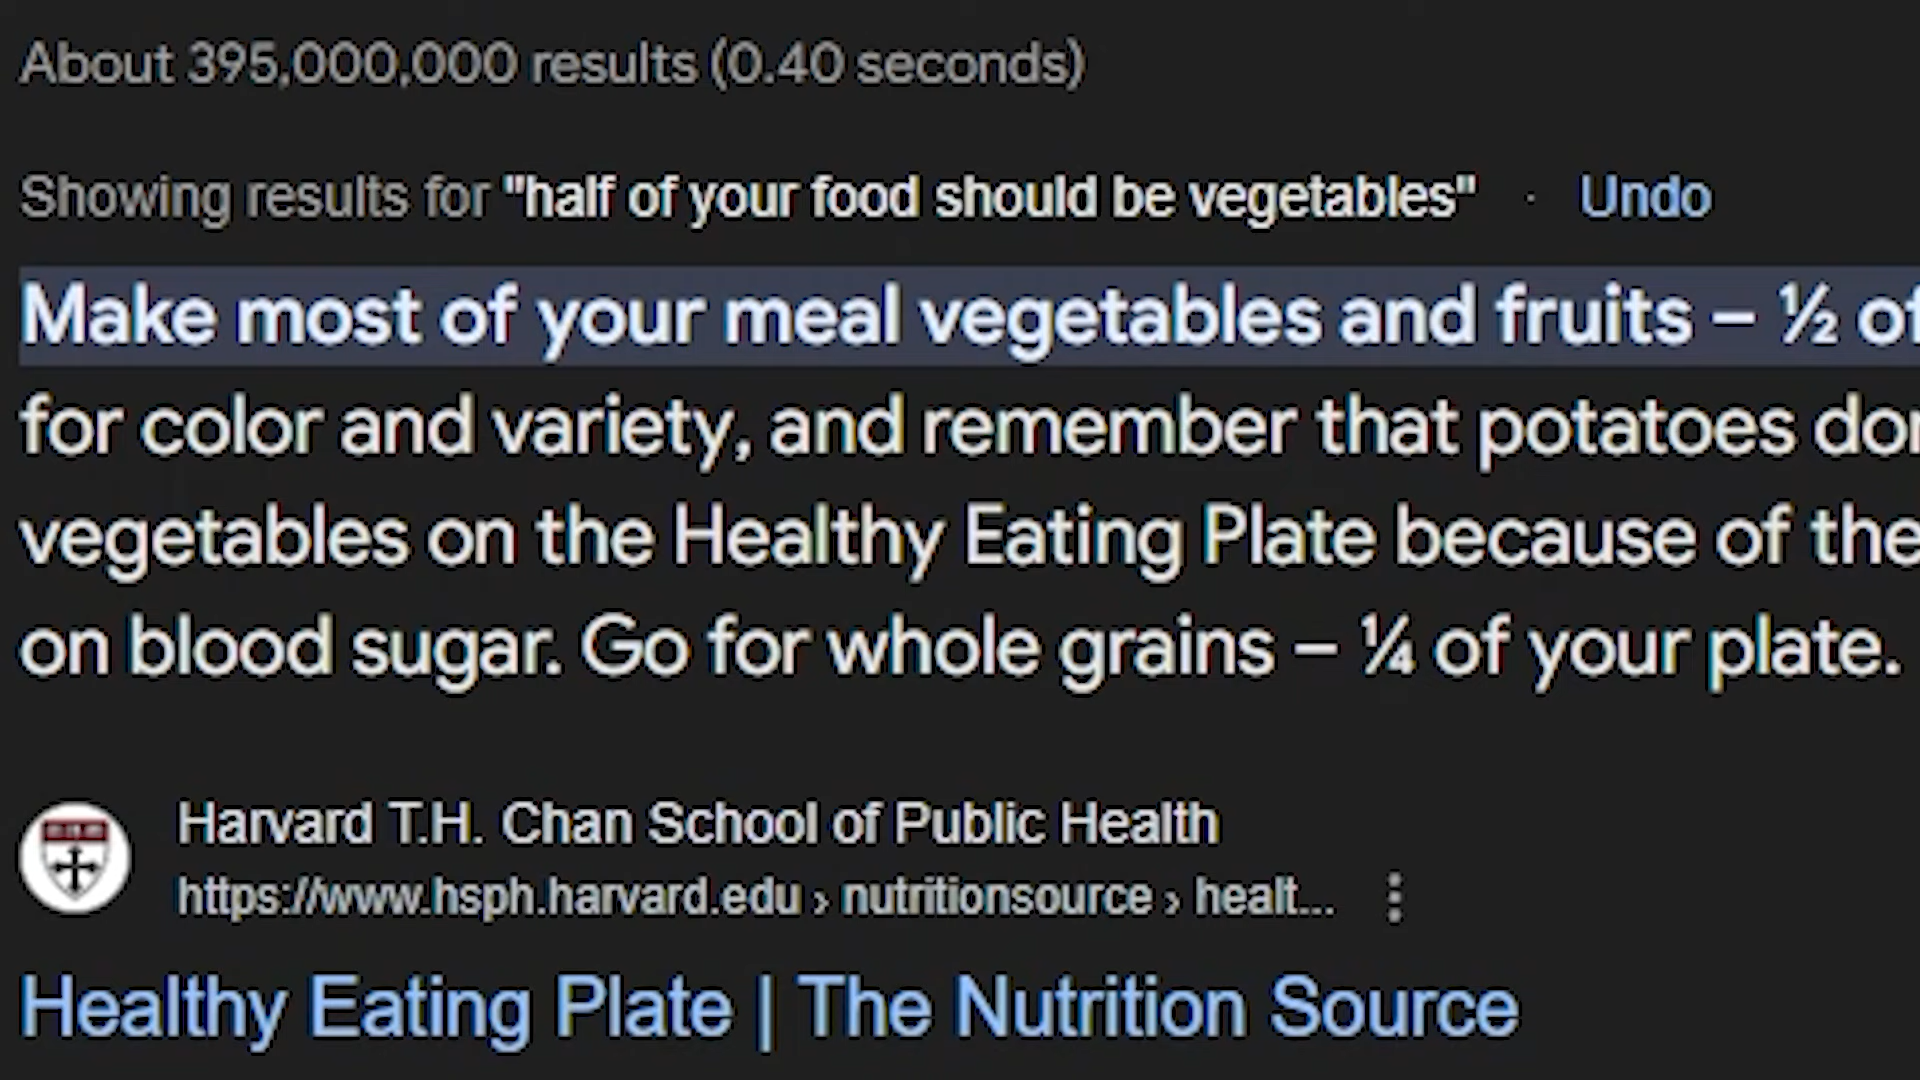 About 395,000,000 results (0.40 seconds)
Showing results for "half of your food should be vegetables" · Undo
Make most of your meal vegetables and fruits – ½ of
for color and variety, and remember that potatoes
vegetables on the Healthy Eating Plate because of
on blood sugar. Go for whole grains – ¼ of your plate.
Harvard T.H. Chan School of Public Health
https://www.hsph.harvard.edu › nutritionsource › healt...
Healthy Eating Plate | The Nutrition Source